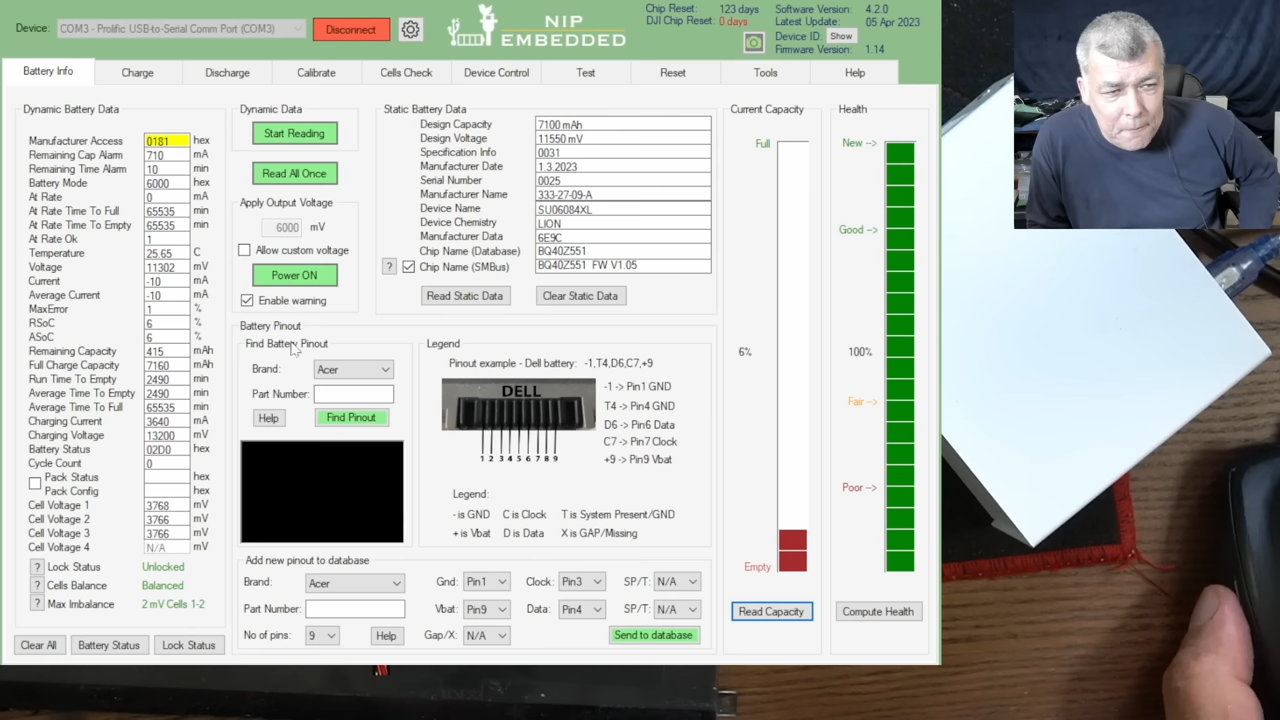 Device: COM3 - Prolific USB-to-Serial Comm Port (COM3) Disconnect
NIP
EMBEDDED
Chip Reset: 123 days
DJI Chip Reset: 0 days
Software Version: 4.2.0
Latest Update: 05 Apr 2023
Device ID: Show
Firmware Version: 1.14
Battery Info Charge Discharge Calibrate Cells Check Device Control Test Reset Tools Help
Dynamic Battery Data
Manufacturer Access 0181 hex
Remaining Cap Alarm 710 mA
Remaining Time Alarm 10 min
Battery Mode 6000 hex
At Rate 0 mA
At Rate Time To Full 65535 min
At Rate Time To Empty 65535 min
At Rate Ok 1
Temperature 25.65 C
Voltage 11302 mV
Current -10 mA
Average Current -10 mA
MaxError 1 %
RSoC 6 %
ASoC 6 %
Remaining Capacity 415 mAh
Full Charge Capacity 7160 mAh
Run Time To Empty 2490 min
Average Time To Empty 2490 min
Average Time To Full 65535 min
Charging Current 3640 mA
Charging Voltage 13200 mV
Battery Status 02D0 hex
Cycle Count 0
Pack Status hex
Pack Config hex
Cell Voltage 1 3768 mV
Cell Voltage 2 3766 mV
Cell Voltage 3 3766 mV
Cell Voltage 4 N/A mV
? Lock Status Unlocked
? Cells Balance Balanced
? Max Imbalance 2 mV Cells 1-2
Clear All Battery Status Lock Status
Dynamic Data
Start Reading
Read All Once
Apply Output Voltage
6000 mV
Allow custom voltage
Power ON
Enable warning
Static Battery Data
Design Capacity 7100 mAh
Design Voltage 11550 mV
Specification Info 0031
Manufacturer Date 1.3.2023
Serial Number 0025
Manufacturer Name 333-27-09-A
Device Name SU06084XL
Device Chemistry LION
Manufacturer Data 6E9C
Chip Name (Database) BQ40Z551
? Chip Name (SMBus) BQ40Z551 FW V1.05
Read Static Data Clear Static Data
Battery Pinout
Find Battery Pinout
Brand: Acer
Part Number:
Help Find Pinout
Legend
Pinout example - Dell battery: -1,T4,D6,C7,+9
DELL
1 2 3 4 5 6 7 8 9
-1 -> Pin1 GND
T4 -> Pin4 GND
D6 -> Pin6 Data
C7 -> Pin7 Clock
+9 -> Pin9 Vbat
Legend:
- is GND C is Clock T is System Present/GND
+ is Vbat D is Data X is GAP/Missing
Add new pinout to database
Brand: Acer Gnd: Pin1 Clock: Pin3 SP/T: N/A
Part Number: Vbat: Pin9 Data: Pin4 SP/T: N/A
No of pins: 9 Help Gap/X: N/A Send to database
Current Capacity
Full
6%
Empty
Read Capacity
Health
New -->
Good -->
100%
Fair -->
Poor -->
Compute Health